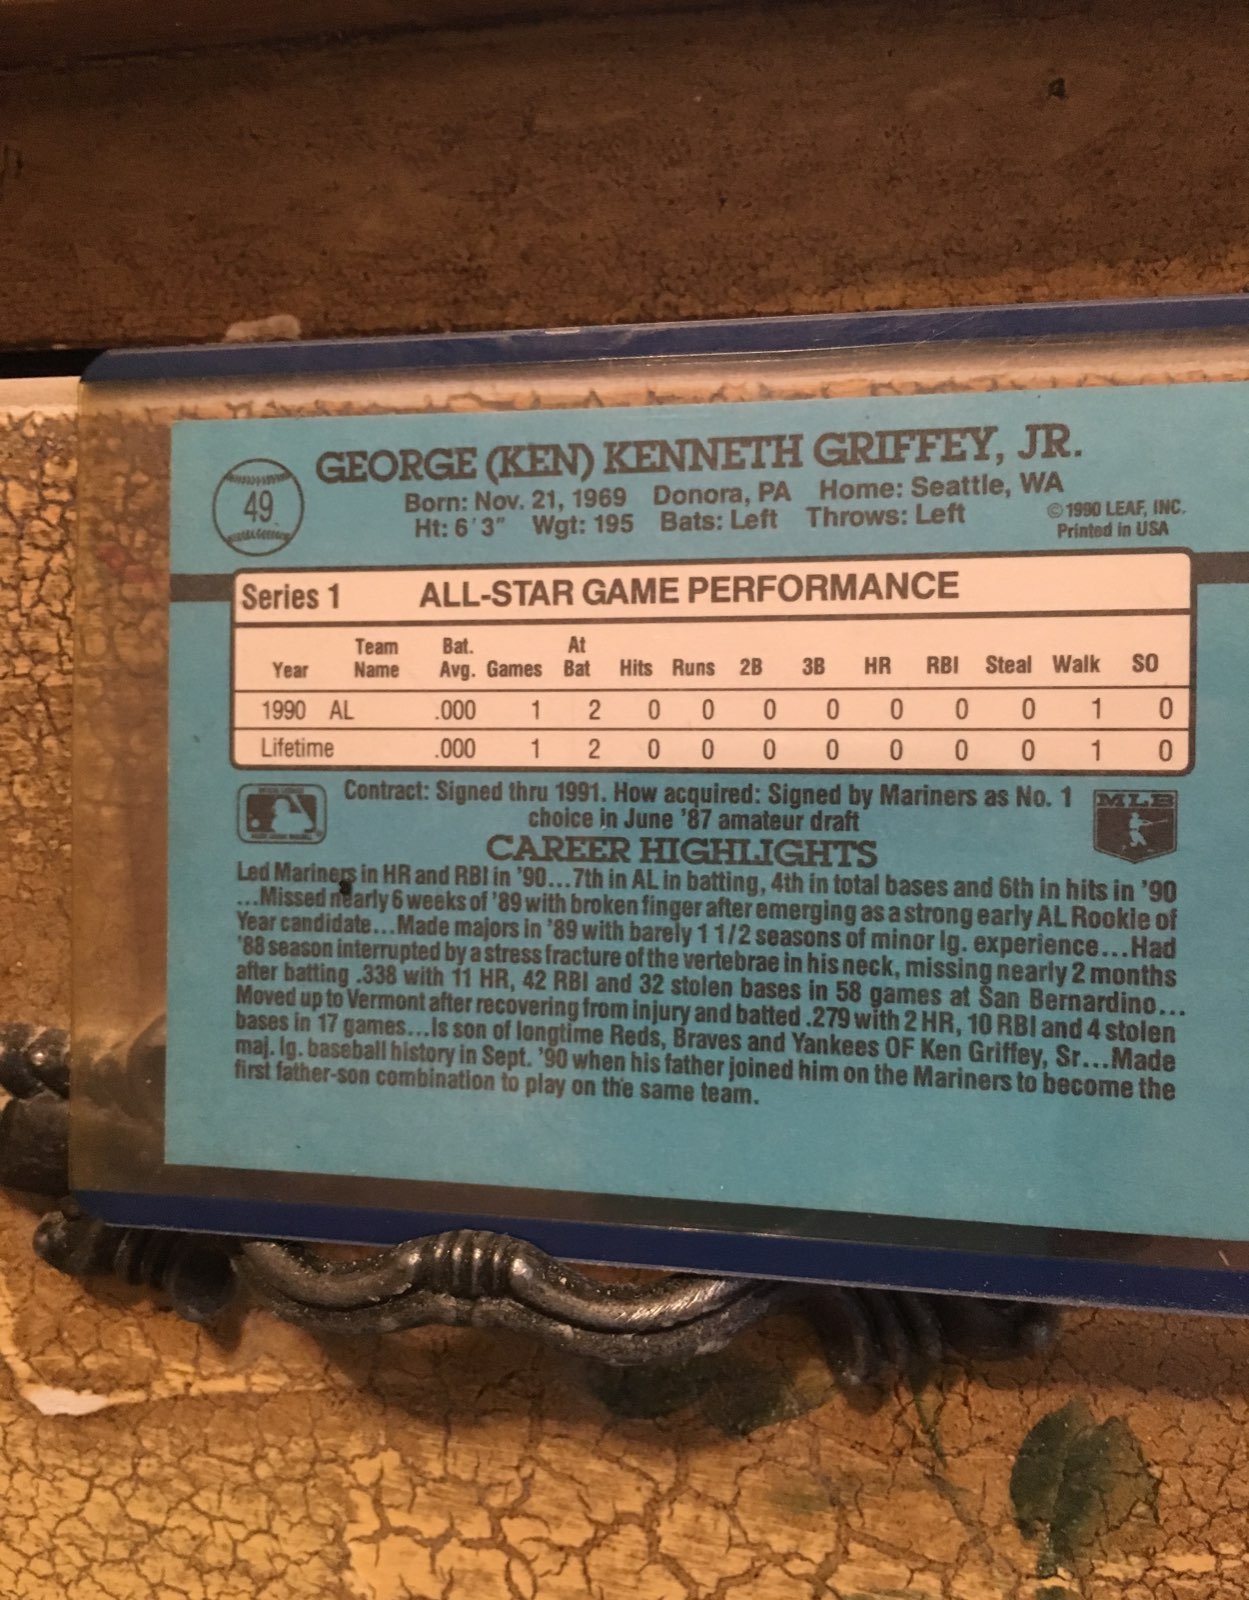 GEORGE (KEN) KENNETH GRIFFEY, JR.
49
Born: Nov. 21, 1969 Donora, PA Home: Seattle, WA
Ht: 6'3" Wgt: 195 Bats: Left Throws: Left
©1990 LEAF, INC.
Printed in USA
Series 1 ALL-STAR GAME PERFORMANCE
Year Team Name Bat. Avg. Games At Bat Hits Runs 2B 3B HR RBI Steal Walk SO
1990 AL .000 1 2 0 0 0 0 0 0 0 1 0
Lifetime .000 1 2 0 0 0 0 0 0 0 1 0
Contract: Signed thru 1991. How acquired: Signed by Mariners as No. 1
choice in June '87 amateur draft
MLB
CAREER HIGHLIGHTS
Led Mariners in HR and RBI in '90...7th in AL in batting, 4th in total bases and 6th in hits in '90
...Missed nearly 6 weeks of '89 with broken finger after emerging as a strong early AL Rookie of
Year candidate...Made majors in '89 with barely 1 1/2 seasons of minor lg. experience...Had
'88 season interrupted by a stress fracture of the vertebrae in his neck, missing nearly 2 months
after batting .338 with 11 HR, 42 RBI and 32 stolen bases in 58 games at San Bernardino...
Moved up to Vermont after recovering from injury and batted .279 with 2 HR, 10 RBI and 4 stolen
bases in 17 games...Is son of longtime Reds, Braves and Yankees OF Ken Griffey, Sr...Made
maj. lg. baseball history in Sept. '90 when his father joined him on the Mariners to become the
first father-son combination to play on the same team.